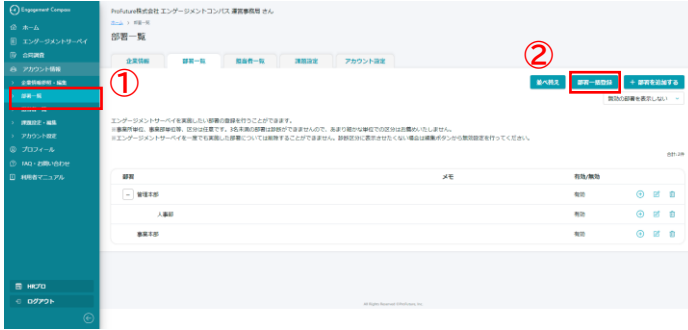 Engagement Compass
ProFuture株式会社 エンゲージメントコンパス 運営事務局 さん
ホーム
ホーム > 部署一覧
エンゲージメントサーベイ
部署一覧
合同調査
アカウント情報
企業情報
部署一覧
担当者一覧
課題設定
アカウント設定
①
②
企業情報参照・編集
並べ替え
部署一括登録
+ 部署を追加する
部署一覧
無効の部署を表示しない
課題設定・編集
エンゲージメントサーベイを実施したい部署の登録を行うことができます。
アカウント設定
※事業所単位、事業部単位等、区分は任意です。3名未満の部署は診断ができませんので、あまり細かな単位での区分はお薦めいたしません。
※エンゲージメントサーベイを一度でも実施した部署については削除することができません。診断区分に表示させたくない場合は編集ボタンから無効設定を行ってください。
プロフィール
FAQ・お問い合わせ
利用者マニュアル
合計:2件
部署
メモ
有効/無効
管理本部
有効
人事部
有効
事業本部
有効
HRプロ
ログアウト